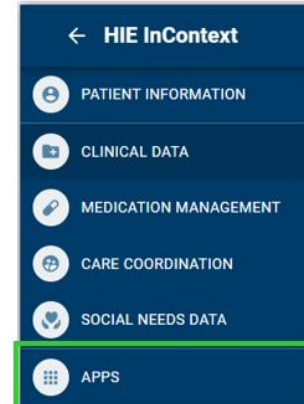 ← HIE InContext
PATIENT INFORMATION
CLINICAL DATA
MEDICATION MANAGEMENT
CARE COORDINATION
SOCIAL NEEDS DATA
APPS